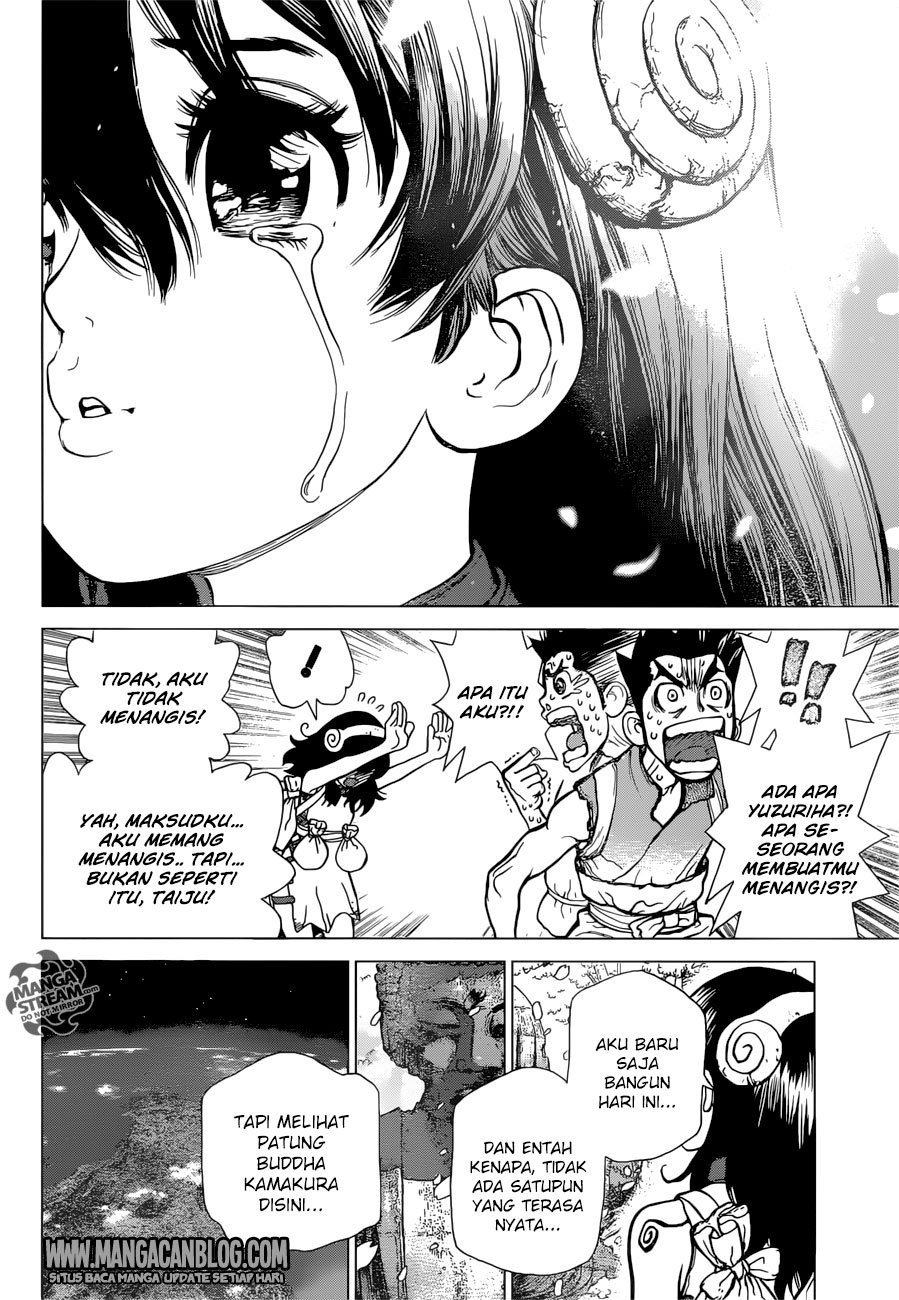 !!
ADA APA
YUZURIHA?!
APA SE-
SEORANG
MEMBUATMU
MENANGIS?!
APA ITU
AKU?!!
!
TIDAK, AKU
TIDAK
MENANGIS!
YAH, MAKSUDKU...
AKU MEMANG
MENANGIS.. TAPI...
BUKAN SEPERTI
ITU, TAIJU!
AKU BARU
SAJA
BANGUN
HARI INI...
DAN ENTAH
KENAPA, TIDAK
ADA SATUPUN
YANG TERASA
NYATA...
TAPI MELIHAT
PATUNG
BUDDHA
KAMAKURA
DISINI...
MANGA
STREAM.com
DO NOT MIRROR
WWW.MANGACANBLOG.COM
SITUS BACA MANGA UPDATE SETIAP HARI